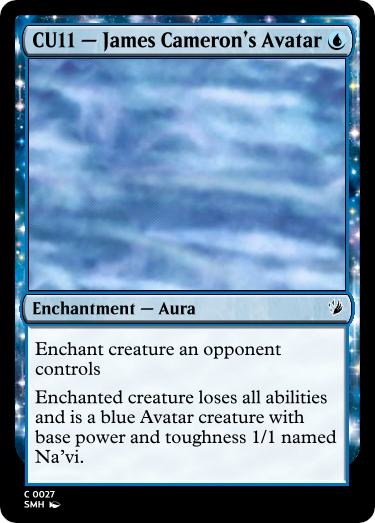 CU11 — James Cameron's Avatar
Enchantment — Aura
Enchant creature an opponent
controls
Enchanted creature loses all abilities
and is a blue Avatar creature with
base power and toughness 1/1 named
Na'vi.
C 0027
SMH